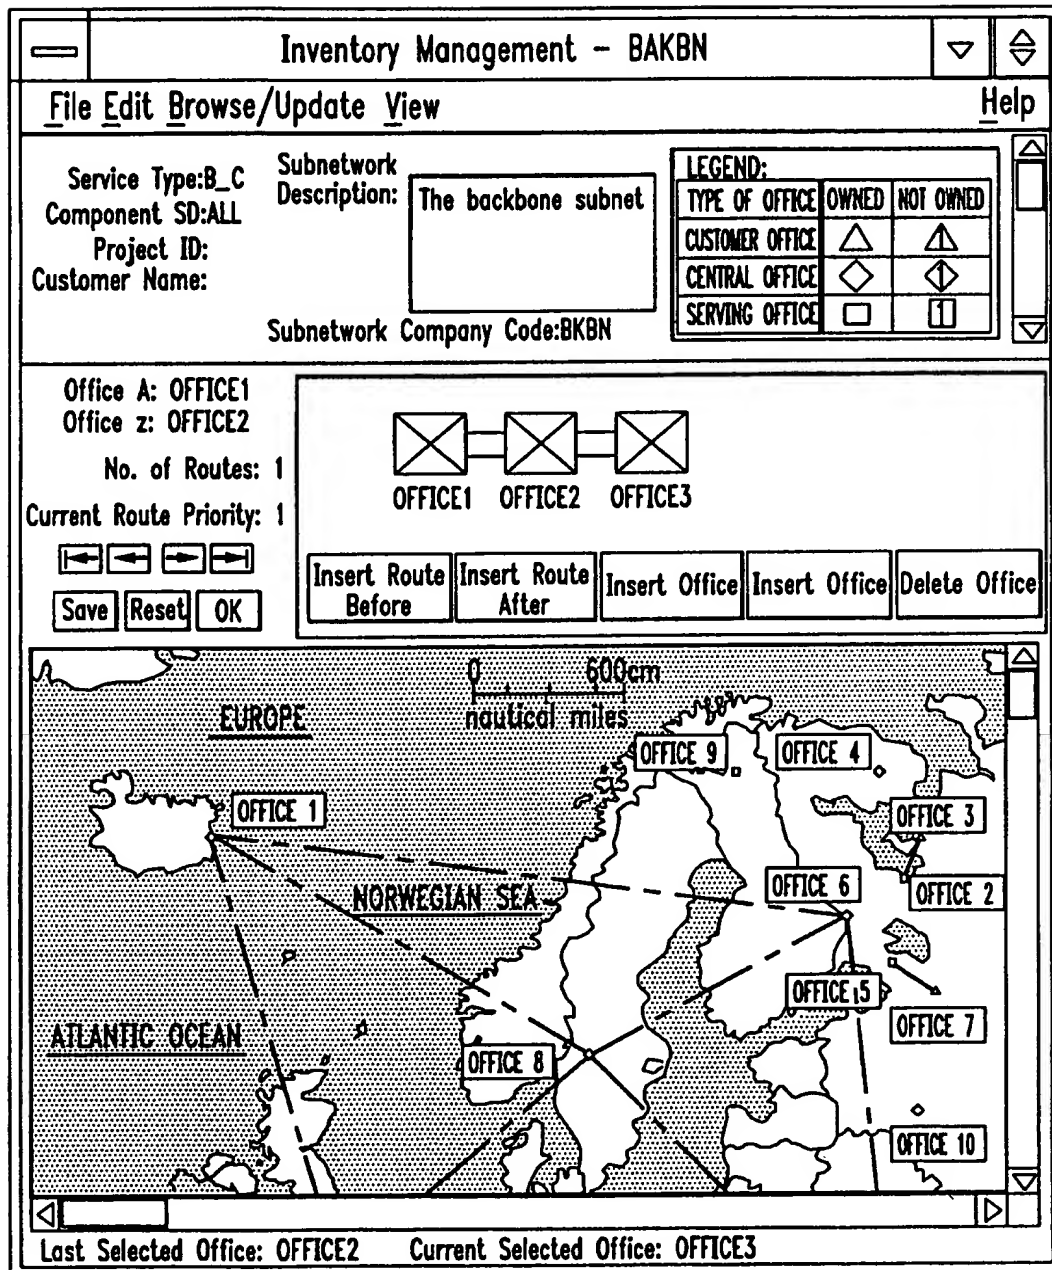 Inventory Management - BAKBN
File Edit Browse/Update View Help
Service Type:B_C
Component SD:ALL
Project ID:
Customer Name:
Subnetwork
Description:
The backbone subnet
Subnetwork Company Code:BKBN
LEGEND:
TYPE OF OFFICE OWNED NOT OWNED
CUSTOMER OFFICE 1
CENTRAL OFFICE 1
SERVING OFFICE 1
Office A: OFFICE1
Office z: OFFICE2
No. of Routes: 1
Current Route Priority: 1
Save Reset OK
OFFICE1 OFFICE2 OFFICE3
Insert Route Before
Insert Route After
Insert Office
Insert Office
Delete Office
0 600cm
nautical miles
EUROPE
OFFICE 9
OFFICE 4
OFFICE 1
OFFICE 3
NORWEGIAN SEA
OFFICE 6
OFFICE 2
OFFICE 5
OFFICE 7
ATLANTIC OCEAN
OFFICE 8
OFFICE 10
Last Selected Office: OFFICE2 Current Selected Office: OFFICE3